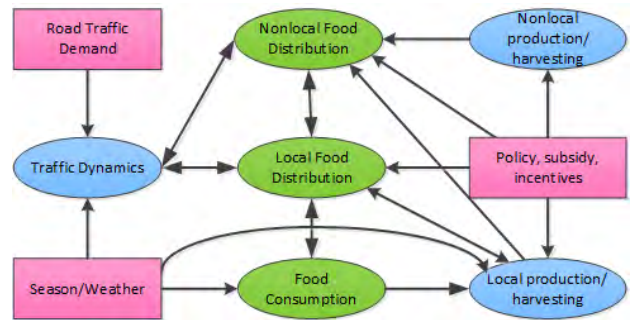 Road Traffic
Demand
Nonlocal Food
Distribution
Nonlocal
production/
harvesting
Traffic Dynamics
Local Food
Distribution
Policy, subsidy,
incentives
Season/Weather
Food
Consumption
Local production/
harvesting